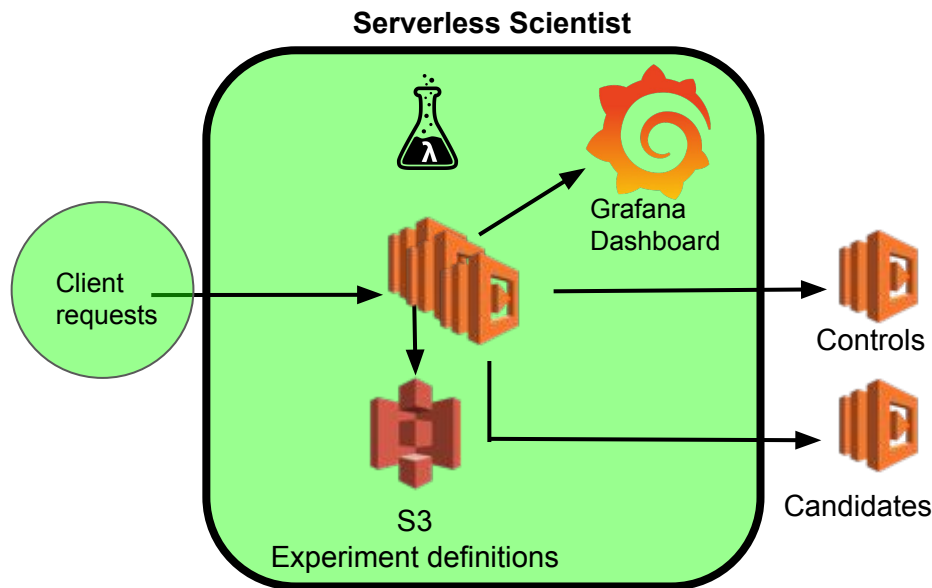 Serverless Scientist
λ
Grafana
Dashboard
Client
requests
Controls
Candidates
S3
Experiment definitions